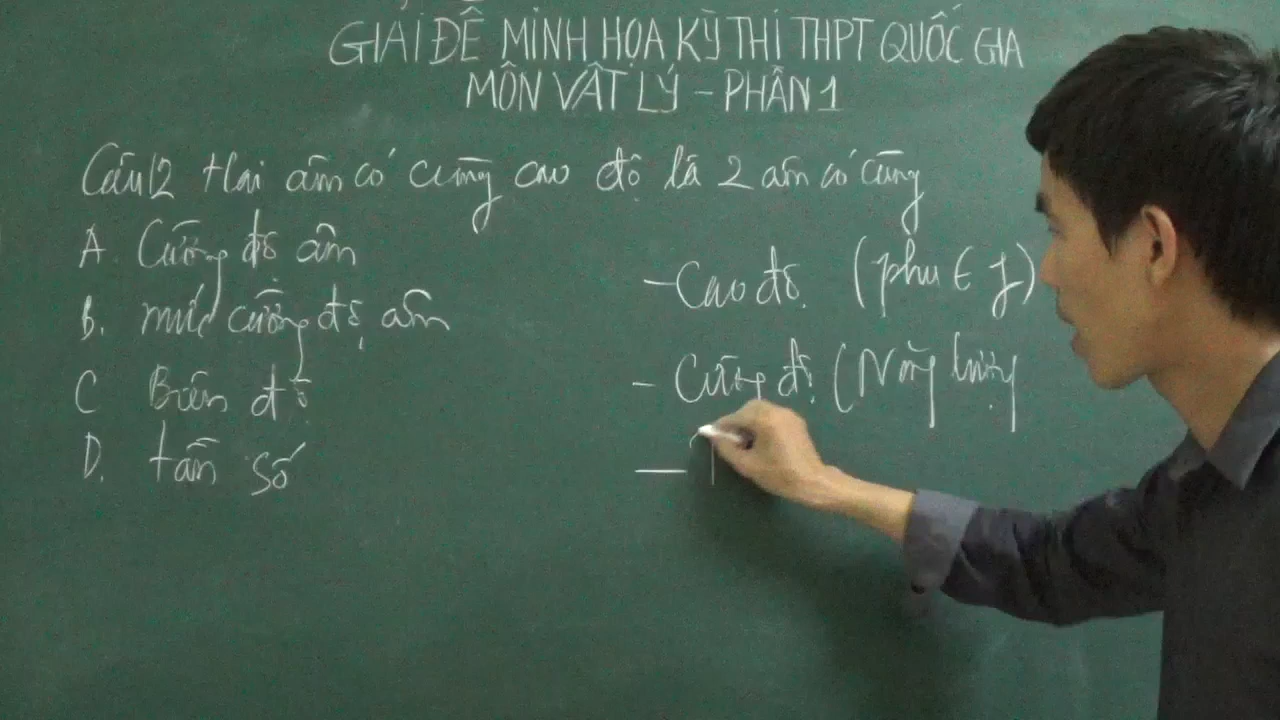 GIẢI ĐỀ MINH HỌA KỲ THI THPT QUỐC GIA
MÔN VẬT LÝ - PHẦN 1
Câu12 Hai âm có cùng cao độ là 2 âm có cùng
A. Cường độ âm
B. mức cường độ âm
C Biên độ
D. tần số
- Cao độ. (phụ ∈ f)
- Cường độ (Năng lượng
-